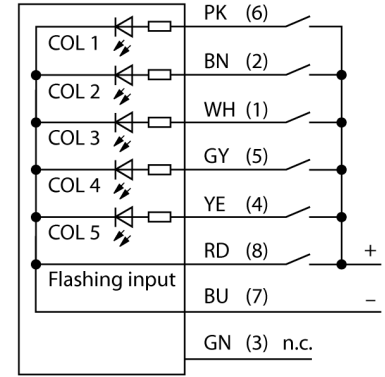 PK (6)
COL 1
BN (2)
COL 2
WH (1)
COL 3
GY (5)
COL 4
YE (4)
COL 5
RD (8) +
Flashing input
BU (7) –
GN (3) n.c.